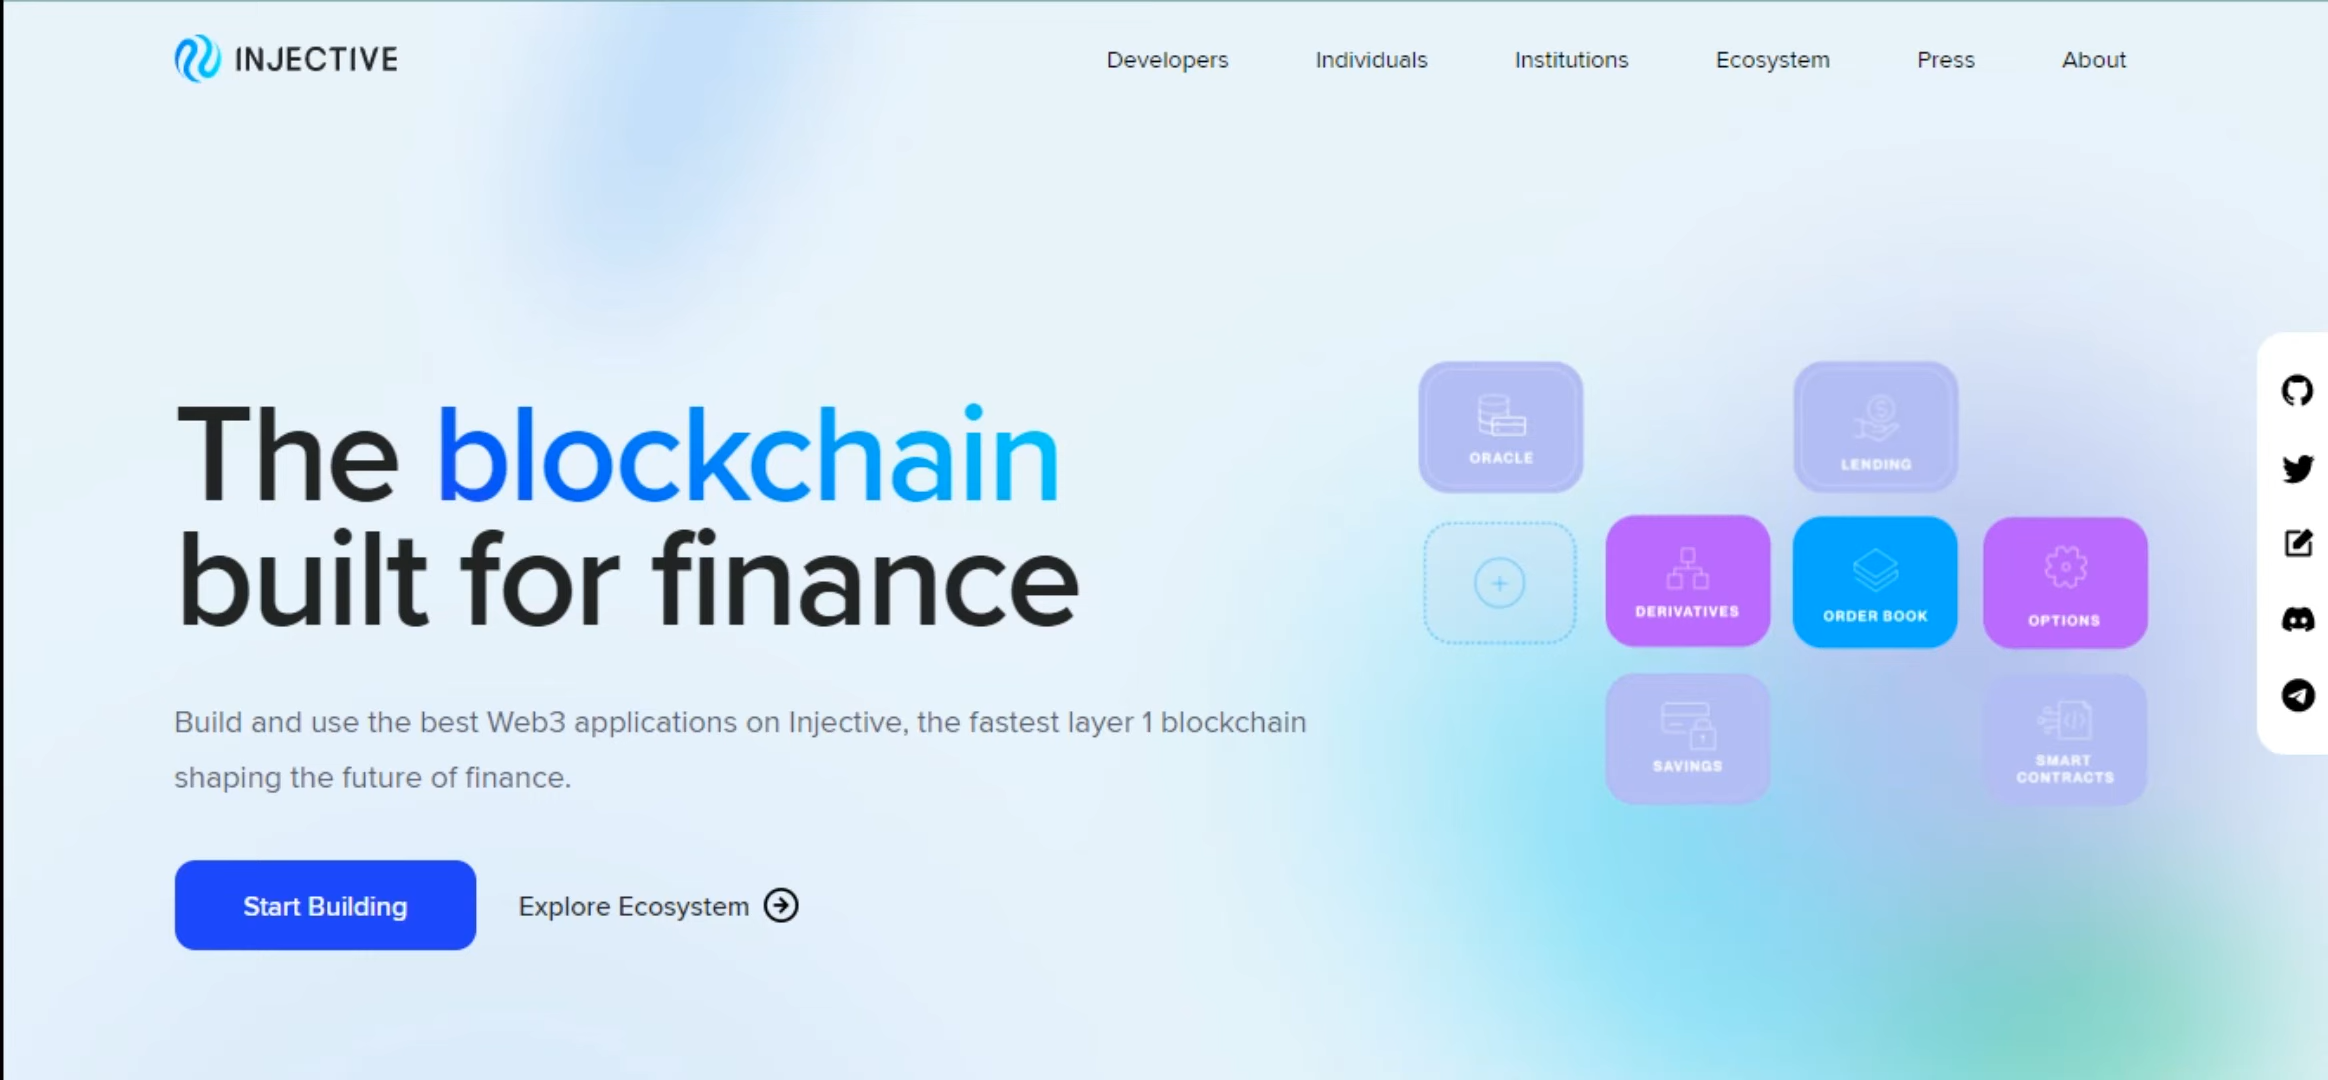 INJECTIVE
Developers
Individuals
Institutions
Ecosystem
Press
About
The blockchain
built for finance
Build and use the best Web3 applications on Injective, the fastest layer 1 blockchain
shaping the future of finance.
Start Building
Explore Ecosystem
ORACLE
LENDING
DERIVATIVES
ORDER BOOK
OPTIONS
SAVINGS
SMART
CONTRACTS